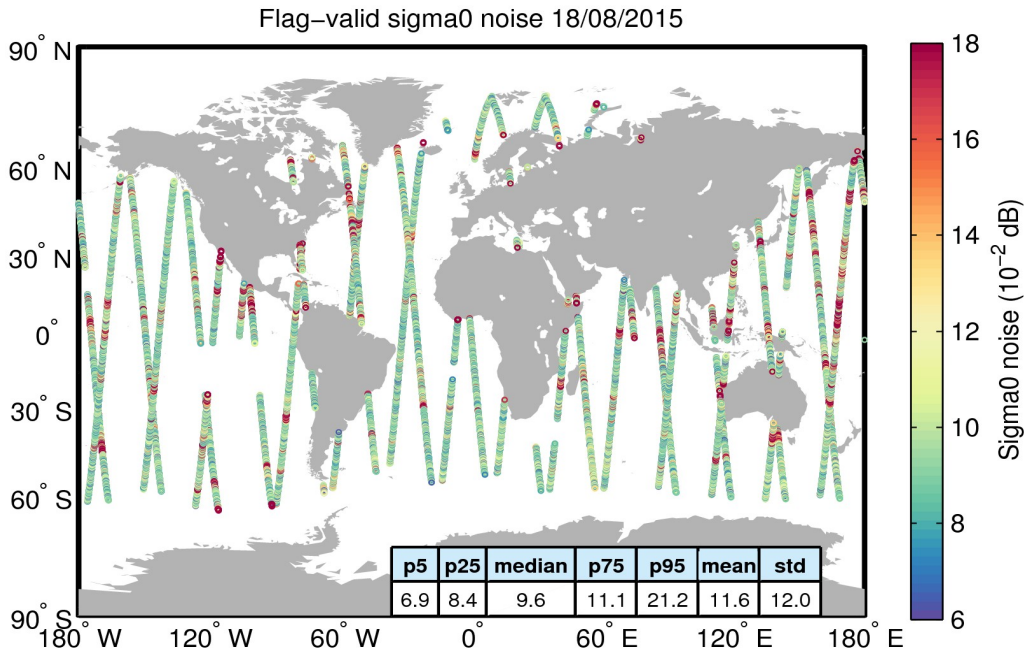 Flag−valid sigma0 noise 18/08/2015
90° N
60° N
30° N
0°
30° S
60° S
90° S
180° W 120° W 60° W 0° 60° E 120° E 180° E
p5 p25 median p75 p95 mean std
6.9 8.4 9.6 11.1 21.2 11.6 12.0
18
16
14
12
10
8
6
Sigma0 noise (10−2 dB)